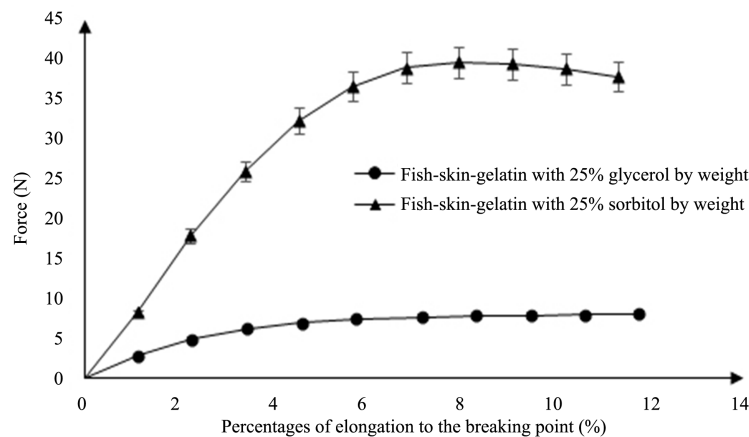 45
40
35
30
25
20
15
10
5
0
Force (N)
Fish-skin-gelatin with 25% glycerol by weight
Fish-skin-gelatin with 25% sorbitol by weight
0 2 4 6 8 10 12 14
Percentages of elongation to the breaking point (%)